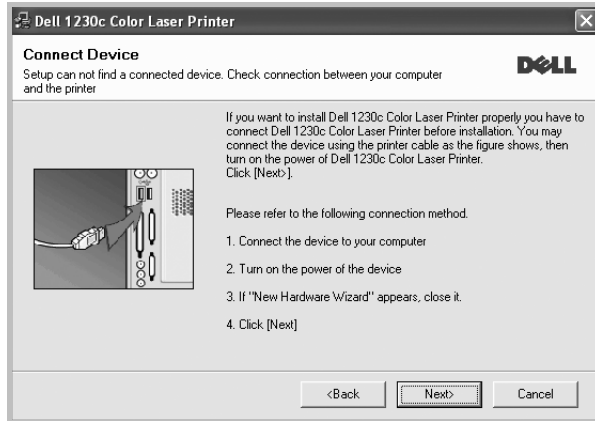 Dell 1230c Color Laser Printer
Connect Device
Setup can not find a connected device. Check connection between your computer
and the printer
DELL
If you want to install Dell 1230c Color Laser Printer properly you have to
connect Dell 1230c Color Laser Printer before installation. You may
connect the device using the printer cable as the figure shows, then
turn on the power of Dell 1230c Color Laser Printer.
Click [Next>].
Please refer to the following connection method.
1. Connect the device to your computer
2. Turn on the power of the device
3. If "New Hardware Wizard" appears, close it.
4. Click [Next]
<Back
Next>
Cancel